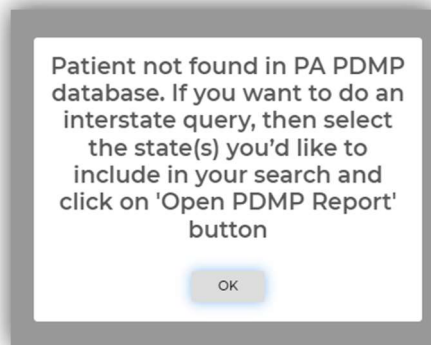 Patient not found in PA PDMP
database. If you want to do an
interstate query, then select
the state(s) you’d like to
include in your search and
click on 'Open PDMP Report'
button
OK